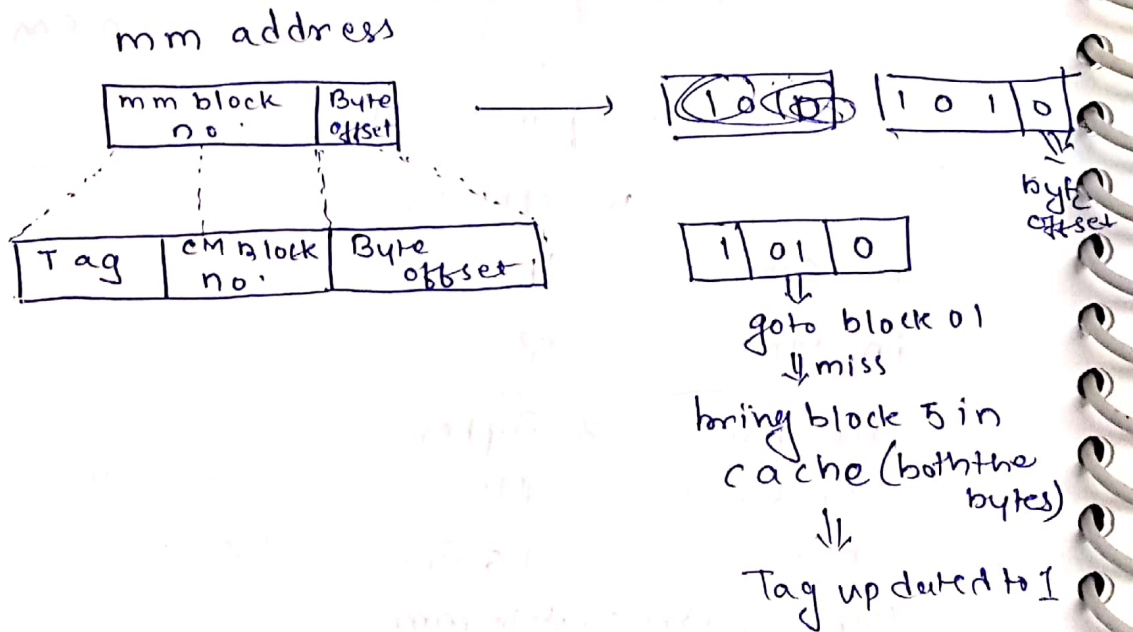 mm address
mm block no.
Byte offset
1 0 1 0
Tag
CM Block no.
Byte offset
byte offset
1 01 0
goto block 01
miss
bring block 5 in
cache (both the
bytes)
Tag updated to 1